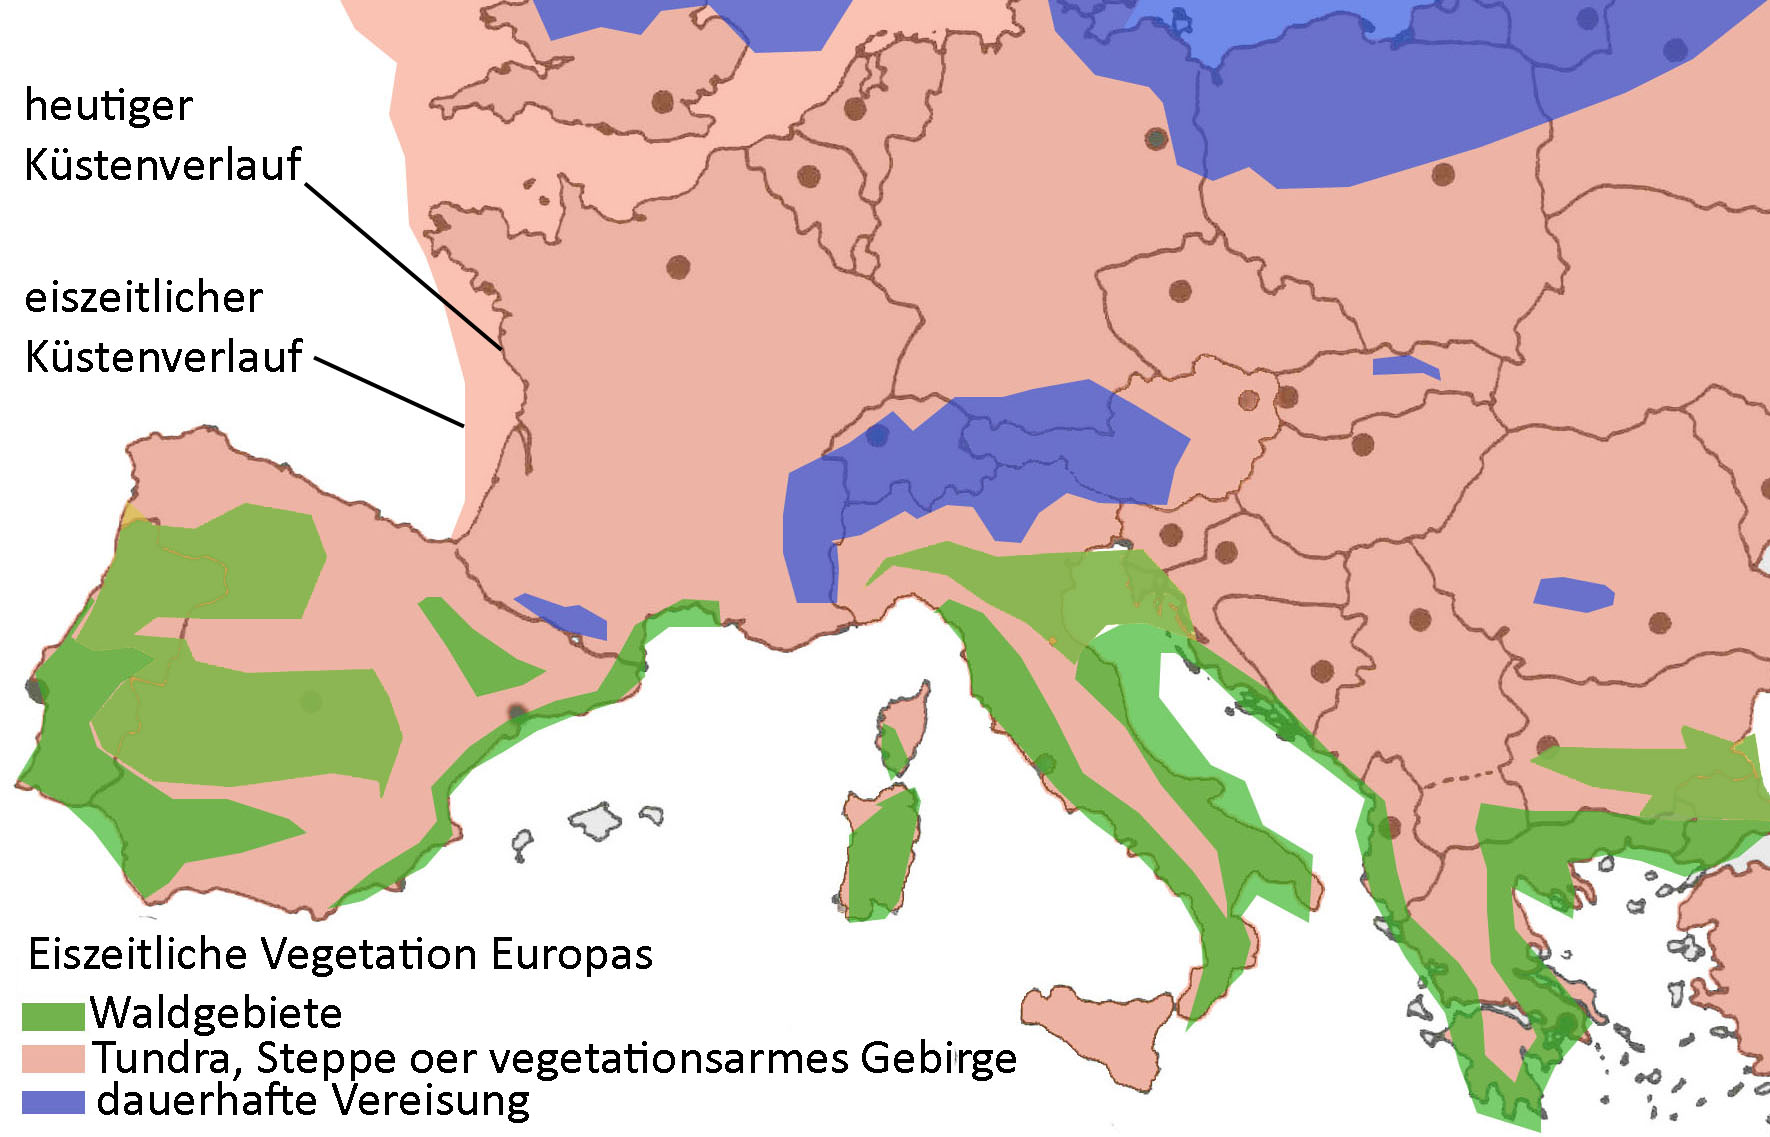 heutiger
Küstenverlauf
eiszeitlicher
Küstenverlauf
Eiszeitliche Vegetation Europas
Waldgebiete
Tundra, Steppe oer vegetationsarmes Gebirge
dauerhafte Vereisung